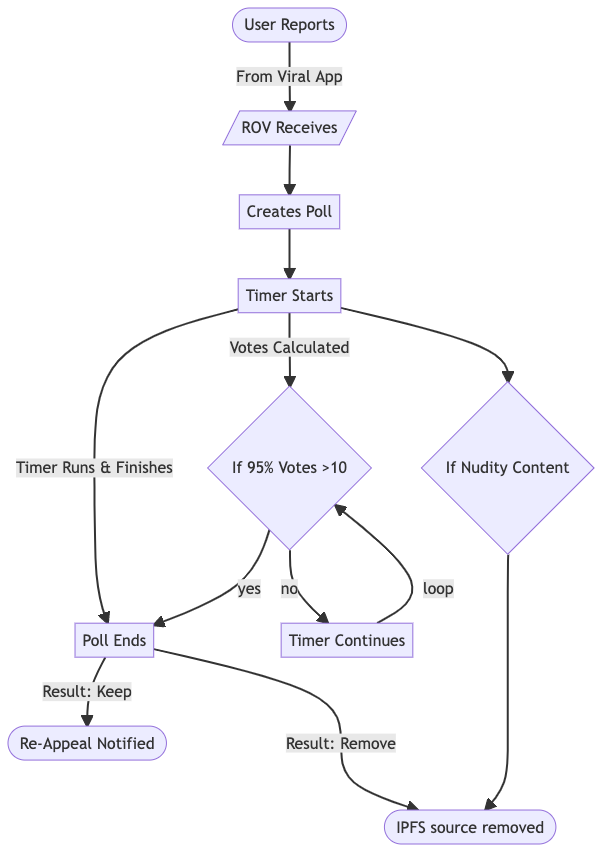 User Reports
From Viral App
ROV Receives
Creates Poll
Timer Starts
Votes Calculated
Timer Runs & Finishes
If 95% Votes >10
If Nudity Content
yes
no
loop
Poll Ends
Timer Continues
Result: Keep
Re-Appeal Notified
Result: Remove
IPFS source removed